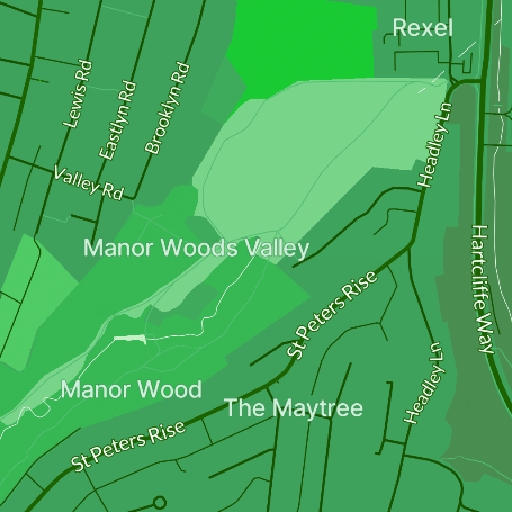 Rexel
Lewis Rd
Eastlyn Rd
Brooklyn Rd
Headley Ln
Valley Rd
Manor Woods Valley
Hartcliffe Way
St Peters Rise
Headley Ln
Manor Wood
The Maytree
St Peters Rise